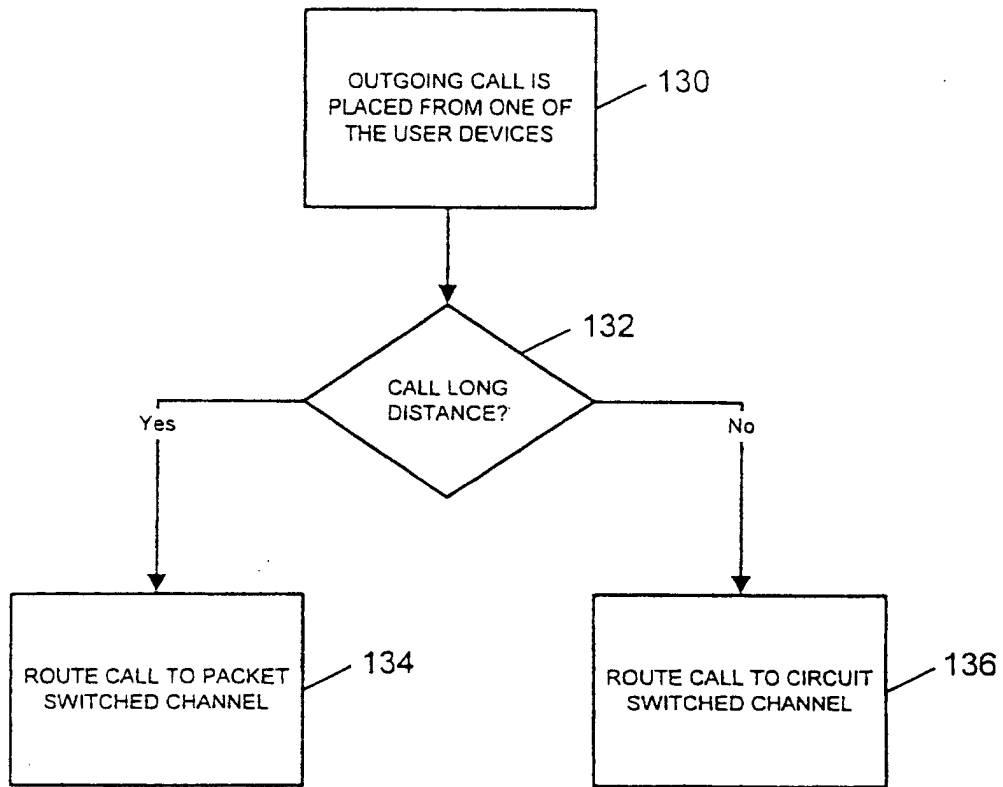 OUTGOING CALL IS
PLACED FROM ONE OF
THE USER DEVICES
130
132
CALL LONG
DISTANCE?
Yes
No
ROUTE CALL TO PACKET
SWITCHED CHANNEL
134
ROUTE CALL TO CIRCUIT
SWITCHED CHANNEL
136